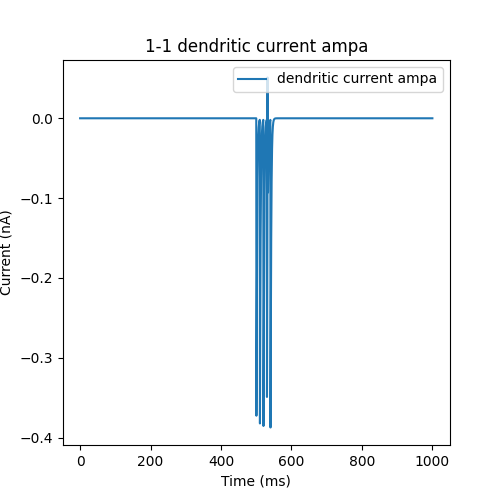 1-1 dendritic current ampa
dendritic current ampa
Current (nA)
0.0
−0.1
−0.2
−0.3
−0.4
0 200 400 600 800 1000
Time (ms)